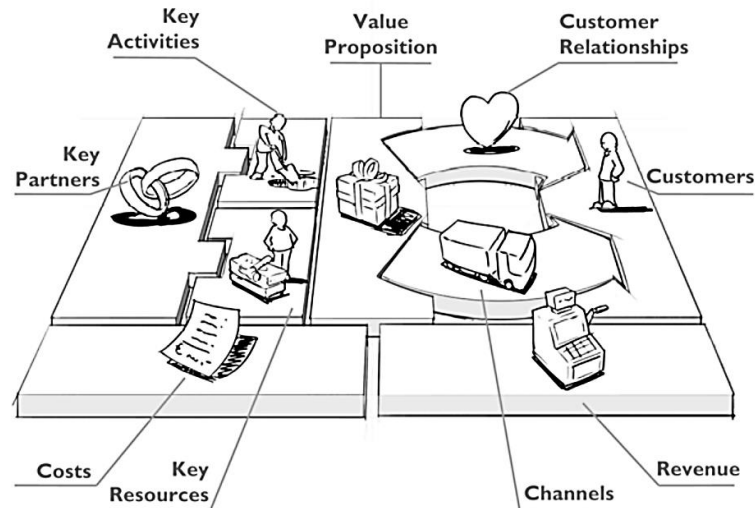 Key
Activities
Value
Proposition
Customer
Relationships
Key
Partners
Customers
Costs
Key
Resources
Channels
Revenue